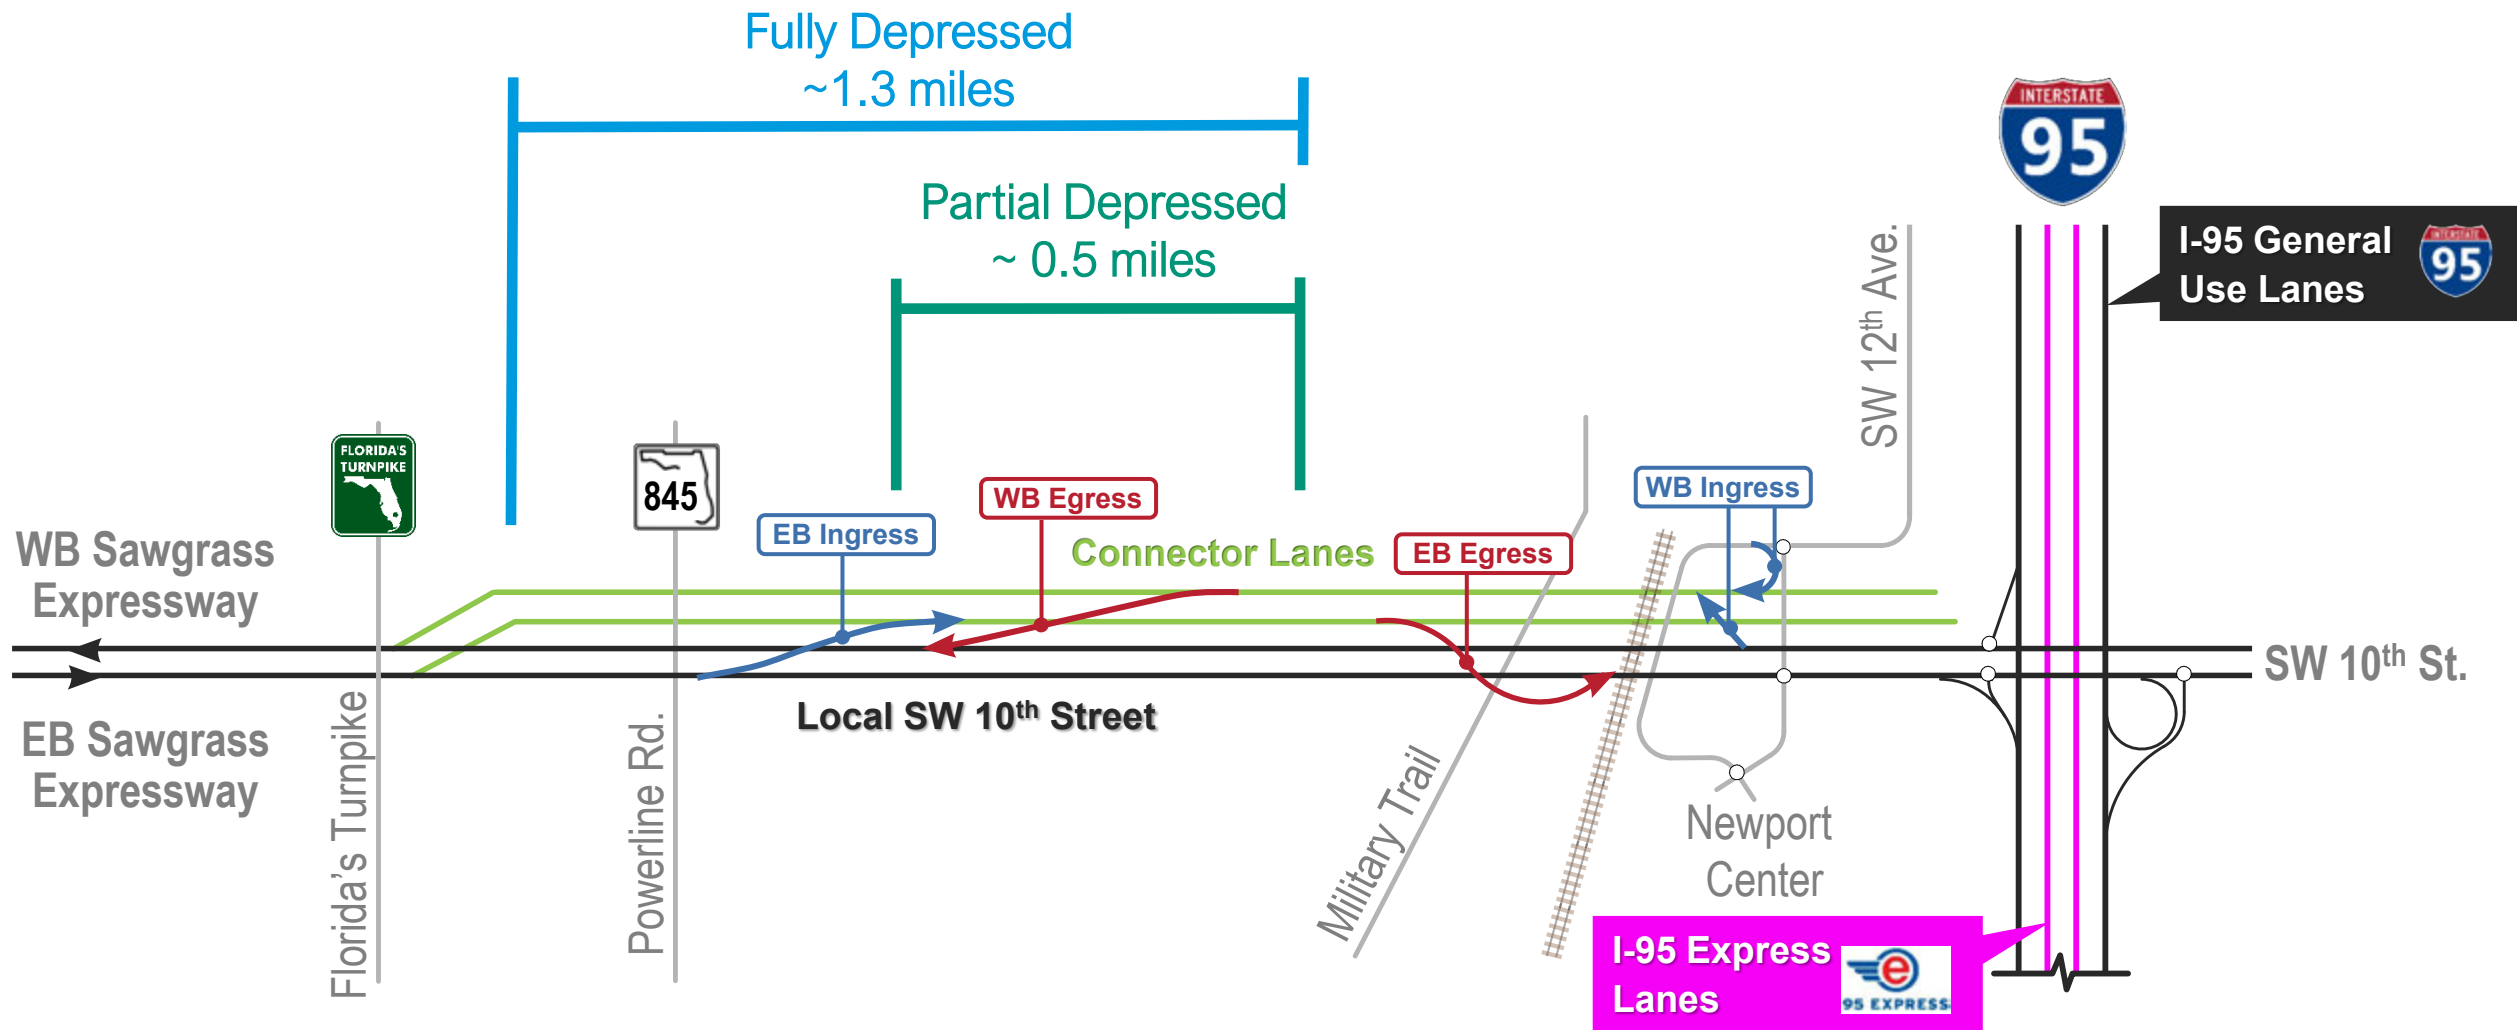 Fully Depressed
~1.3 miles
INTERSTATE
95
Partial Depressed
~ 0.5 miles
I-95 General
Use Lanes
INTERSTATE
95
SW 12th Ave.
FLORIDA'S
TURNPIKE
845
WB Egress
WB Ingress
EB Ingress
Connector Lanes
EB Egress
WB Sawgrass
Expressway
SW 10th St.
Local SW 10th Street
EB Sawgrass
Expressway
Florida's Turnpike
Powerline Rd.
Military Trail
Newport
Center
I-95 Express
Lanes
e
95 EXPRESS